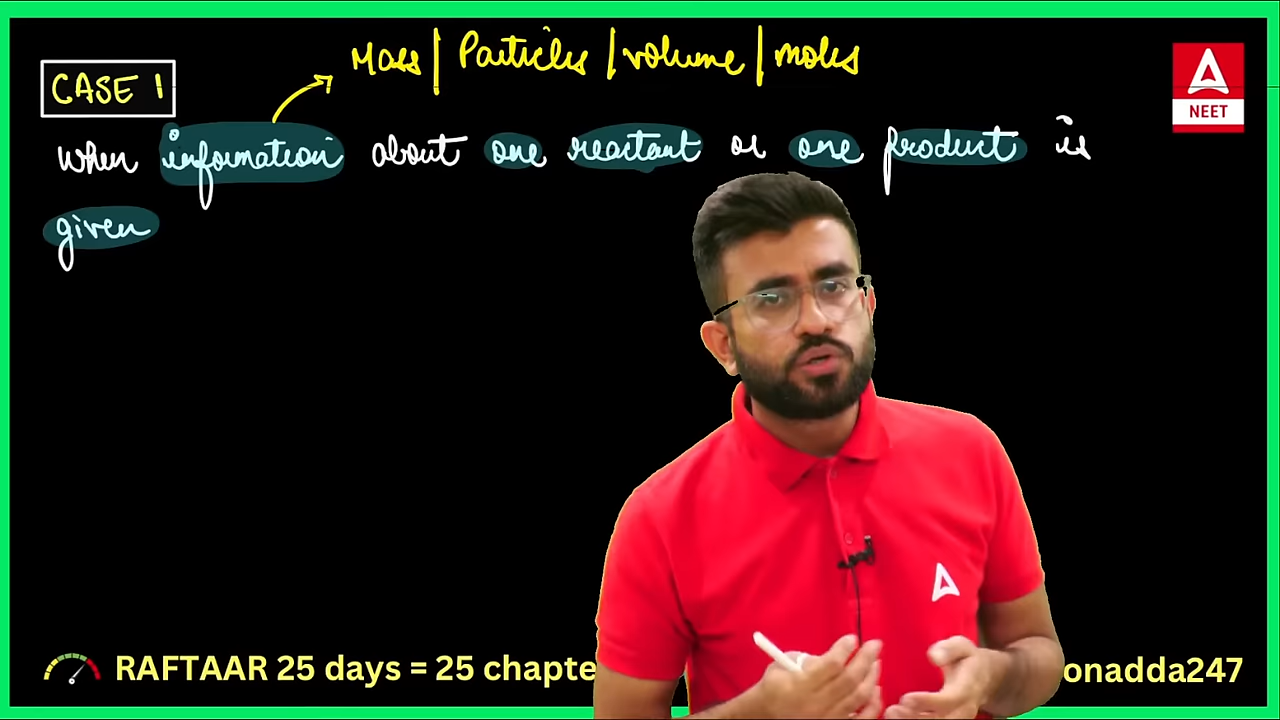 Mass | Particles | volume | moles
CASE 1
NEET
when information about one reactant or one product is
given
RAFTAAR 25 days = 25 chapte
onadda247